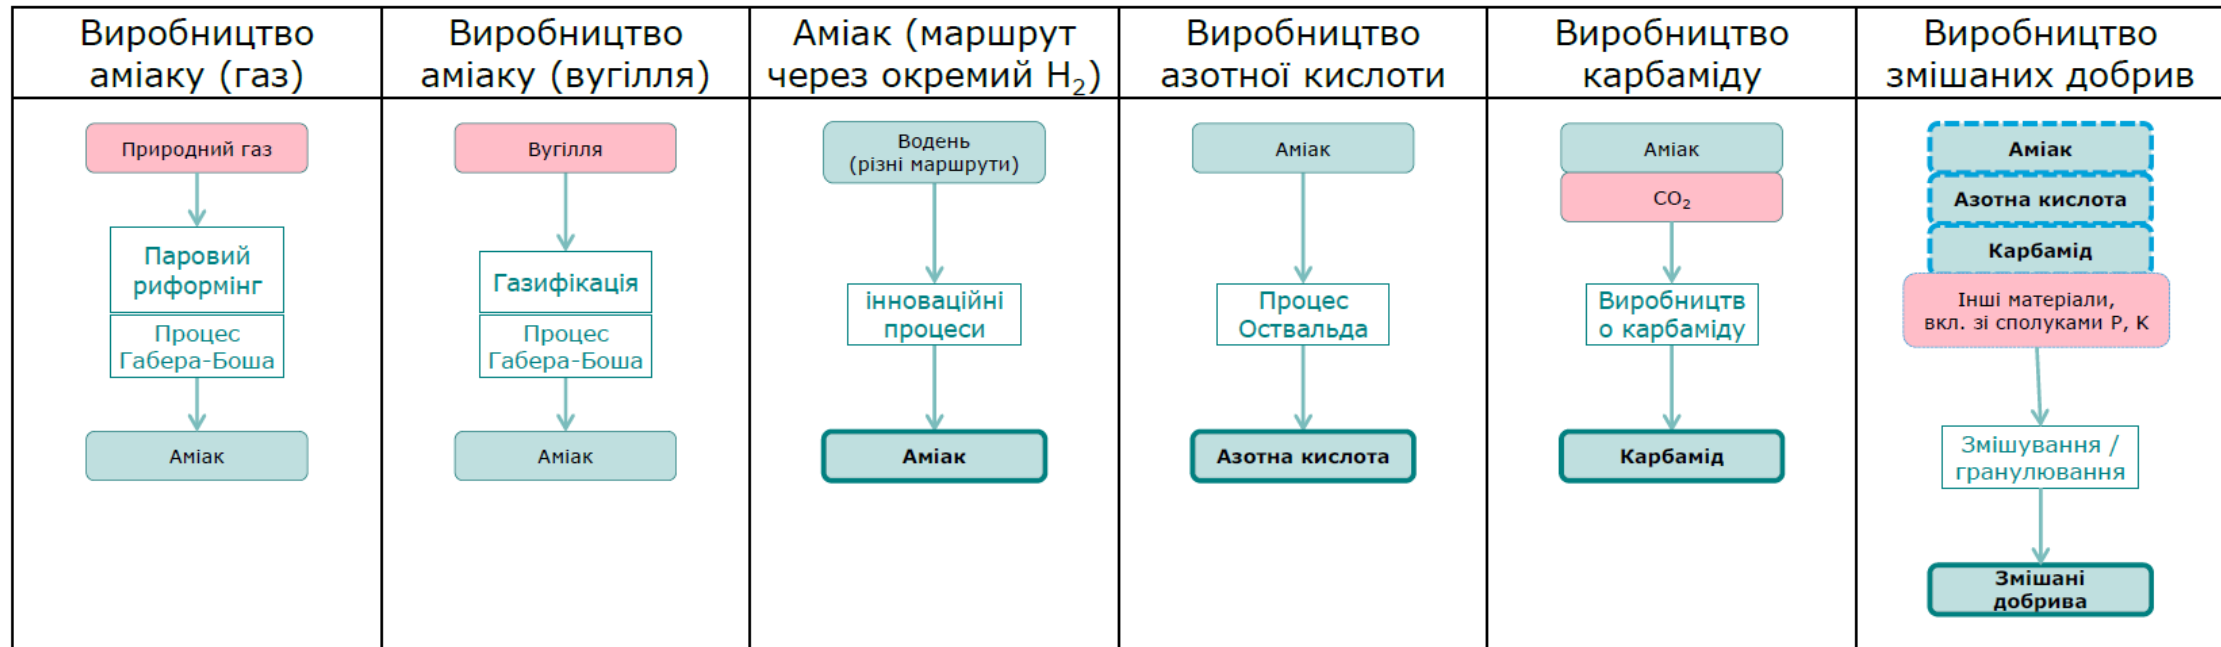 Виробництво
аміаку (газ)
Природний газ
Паровий
риформінг
Процес
Габера-Боша
Аміак
Виробництво
аміаку (вугілля)
Вугілля
Газифікація
Процес
Габера-Боша
Аміак
Аміак (маршрут
через окремий H₂)
Водень
(різні маршрути)
інноваційні
процеси
Аміак
Виробництво
азотної кислоти
Аміак
Процес
Оствальда
Азотна кислота
Виробництво
карбаміду
Аміак
CO₂
Виробництв
о карбаміду
Карбамід
Виробництво
змішаних добрив
Аміак
Азотна кислота
Карбамід
Інші матеріали,
вкл. зі сполуками P, K
Змішування /
гранулювання
Змішані
добрива